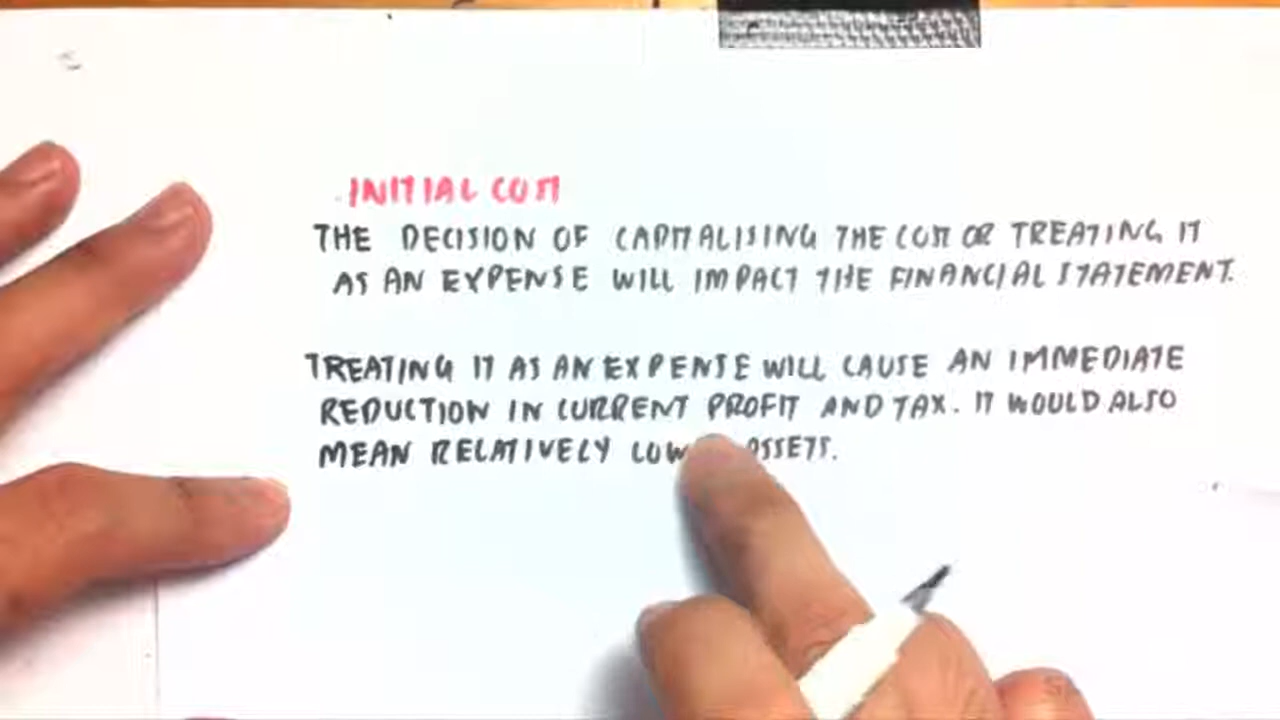 INITIAL COST
THE DECISION OF CAPITALISING THE COST OR TREATING IT
AS AN EXPENSE WILL IMPACT THE FINANCIAL STATEMENT.
TREATING IT AS AN EXPENSE WILL CAUSE AN IMMEDIATE
REDUCTION IN CURRENT PROFIT AND TAX. IT WOULD ALSO
MEAN RELATIVELY ASSETS.